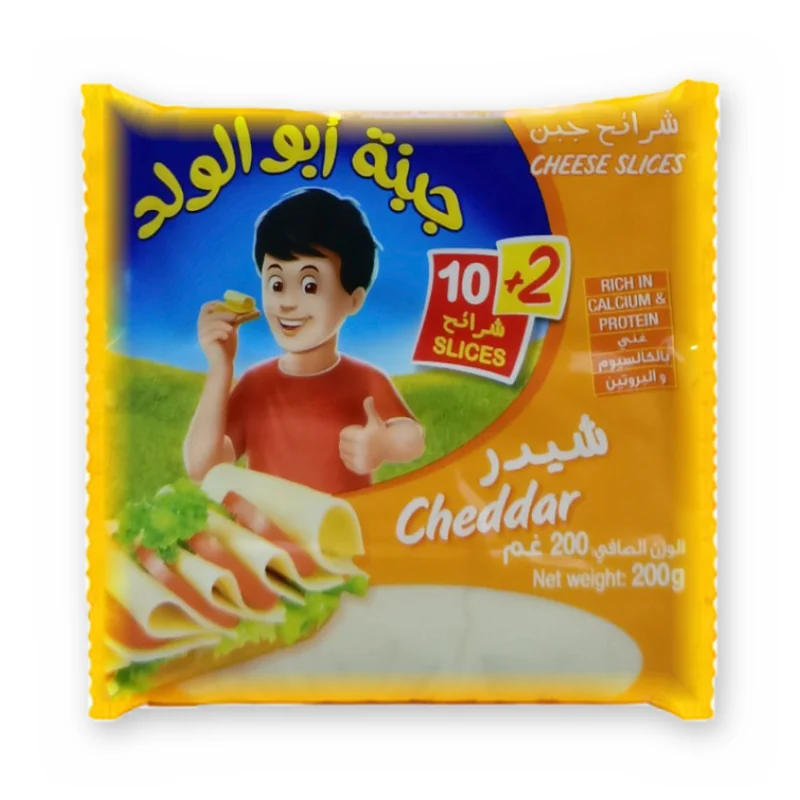 جبنة أبو الولد
شرائح جبن
CHEESE SLICES
10
+2
شرائح
SLICES
RICH IN
CALCIUM &
PROTEIN
غني
بالكالسيوم
و البروتين
شيدر
Cheddar
الوزن الصافي 200 غم
Net weight: 200g